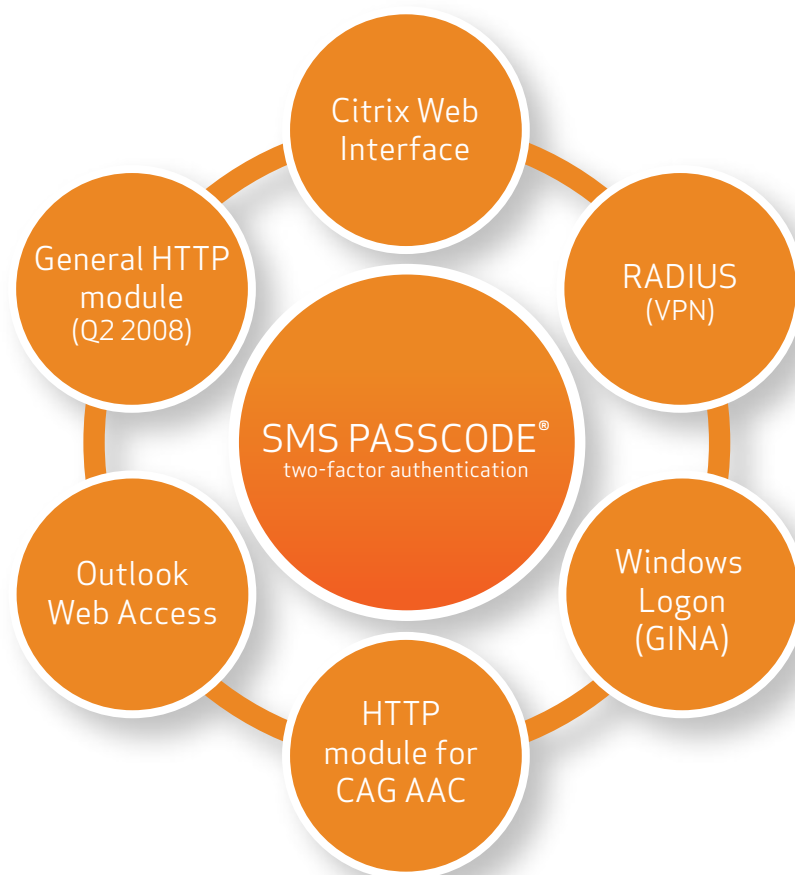 Citrix Web
Interface
General HTTP
module
(Q2 2008)
RADIUS
(VPN)
SMS PASSCODE®
two-factor authentication
Outlook
Web Access
Windows
Logon
(GINA)
HTTP
module for
CAG AAC